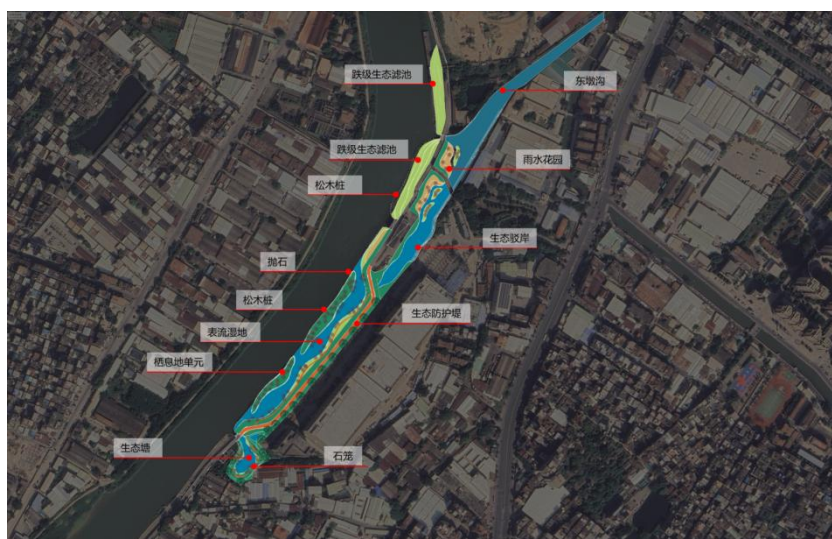 跌级生态滤池
东墩沟
跌级生态滤池
雨水花园
松木桩
生态驳岸
抛石
松木桩
生态防护堤
表流湿地
栖息地单元
生态塘
石笼